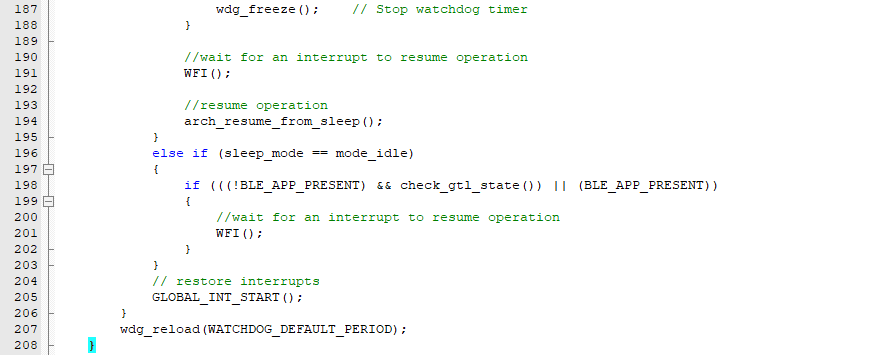 187 wdg_freeze();    // Stop watchdog timer
188 }
189
190 //wait for an interrupt to resume operation
191 WFI();
192
193 //resume operation
194 arch_resume_from_sleep();
195 }
196 else if (sleep_mode == mode_idle)
197 {
198 if (((!BLE_APP_PRESENT) && check_gtl_state()) || (BLE_APP_PRESENT))
199 {
200 //wait for an interrupt to resume operation
201 WFI();
202 }
203 }
204 // restore interrupts
205 GLOBAL_INT_START();
206 }
207 wdg_reload(WATCHDOG_DEFAULT_PERIOD);
208 }